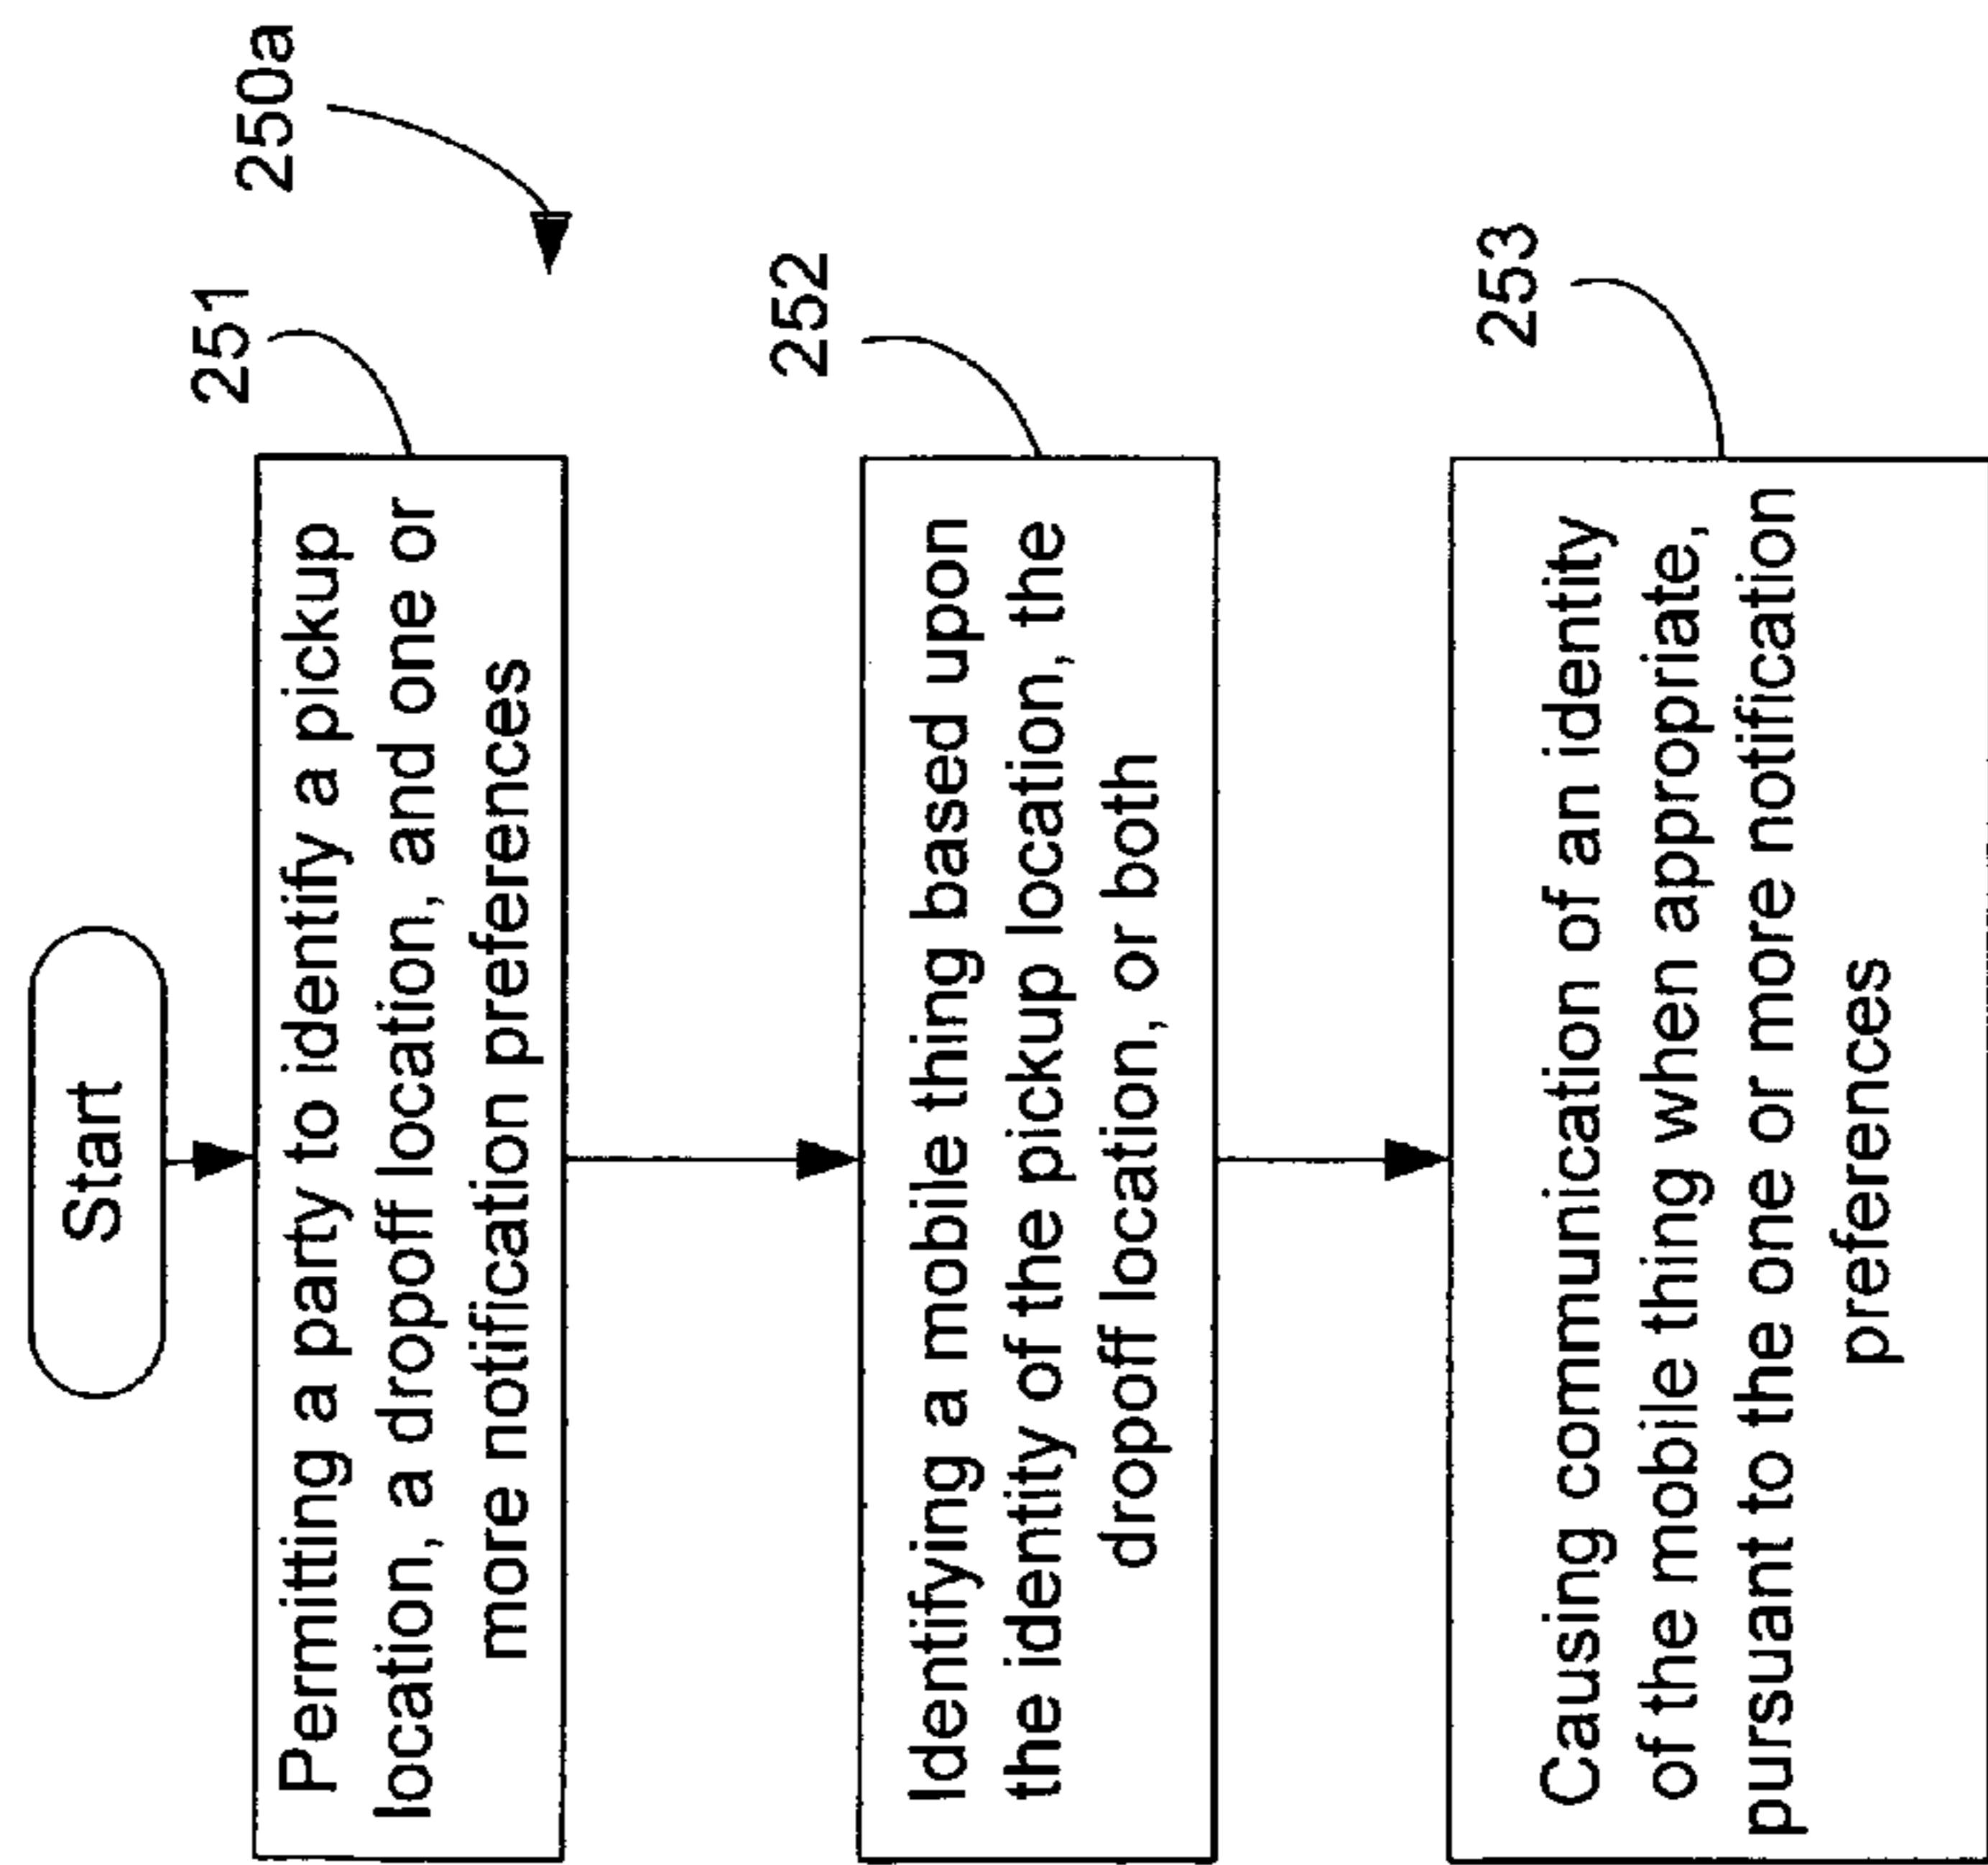 Start
250a
251
Permitting a party to identify a pickup
location, a dropoff location, and one or
more notification preferences
252
Identifying a mobile thing based upon
the identity of the pickup location, the
dropoff location, or both
253
Causing communication of an identity
of the mobile thing when appropriate,
pursuant to the one or more notification
preferences